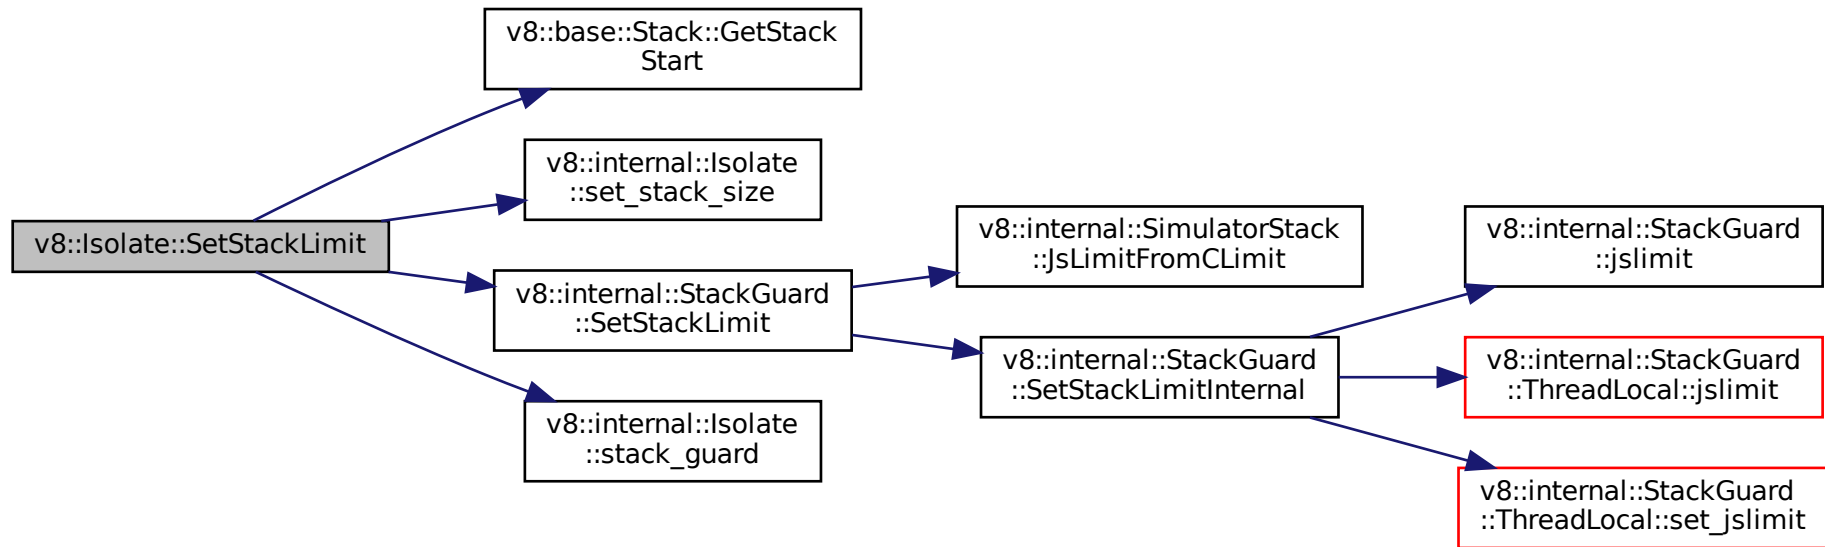 v8::Isolate::SetStackLimit
v8::base::Stack::GetStack
Start
v8::internal::Isolate
::set_stack_size
v8::internal::StackGuard
::SetStackLimit
v8::internal::Isolate
::stack_guard
v8::internal::SimulatorStack
::JsLimitFromCLimit
v8::internal::StackGuard
::SetStackLimitInternal
v8::internal::StackGuard
::jslimit
v8::internal::StackGuard
::ThreadLocal::jslimit
v8::internal::StackGuard
::ThreadLocal::set_jslimit